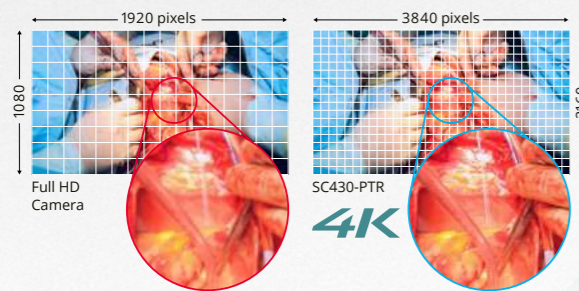 1920 pixels
3840 pixels
1080
Full HD
Camera
SC430-PTR
4K